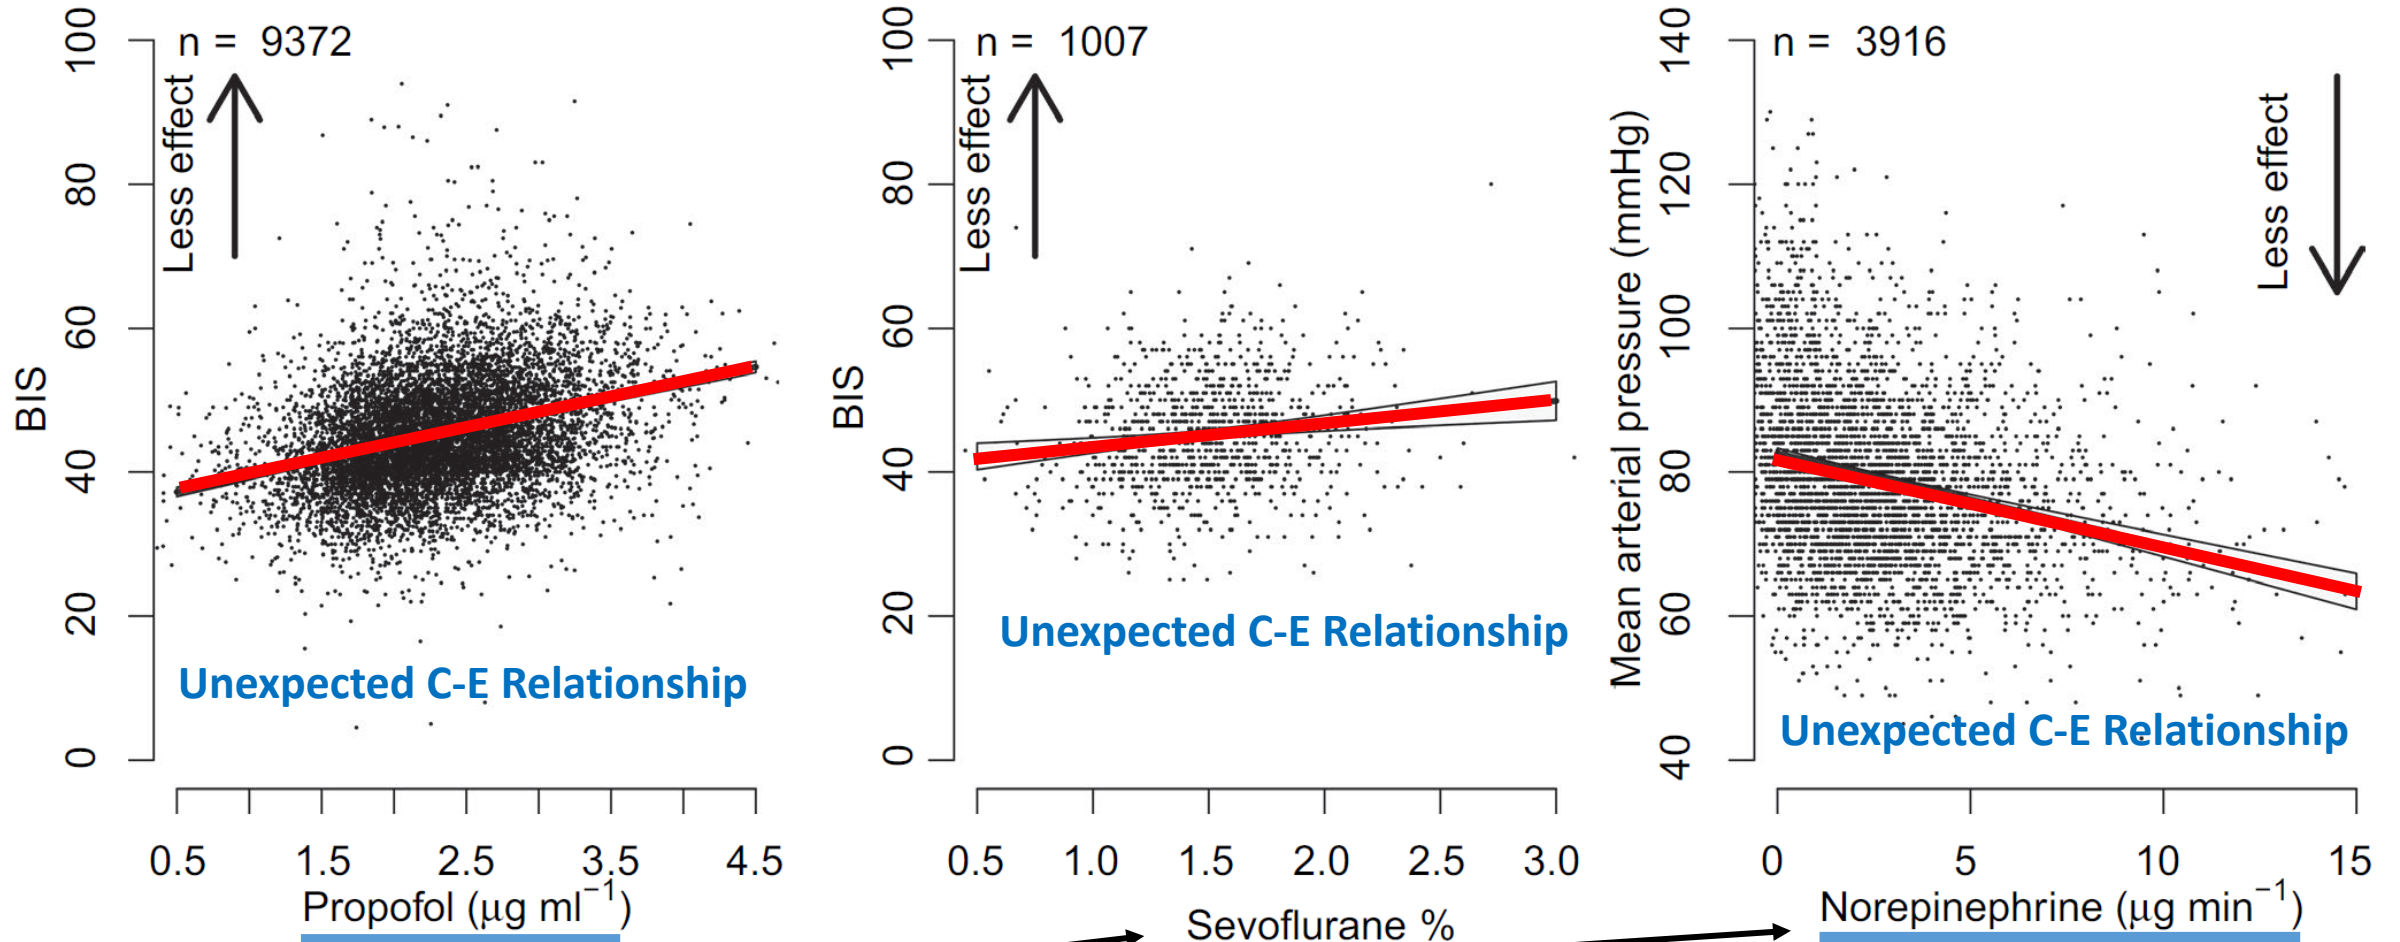 n = 9372
Less effect
100
80
60
40
20
0
BIS
0.5 1.5 2.5 3.5 4.5
Propofol (μg ml⁻¹)
Unexpected C-E Relationship
n = 1007
Less effect
100
80
60
40
20
0
BIS
0.5 1.0 1.5 2.0 2.5 3.0
Sevoflurane %
Unexpected C-E Relationship
n = 3916
Less effect
140
120
100
80
60
40
Mean arterial pressure (mmHg)
0 5 10 15
Norepinephrine (μg min⁻¹)
Unexpected C-E Relationship